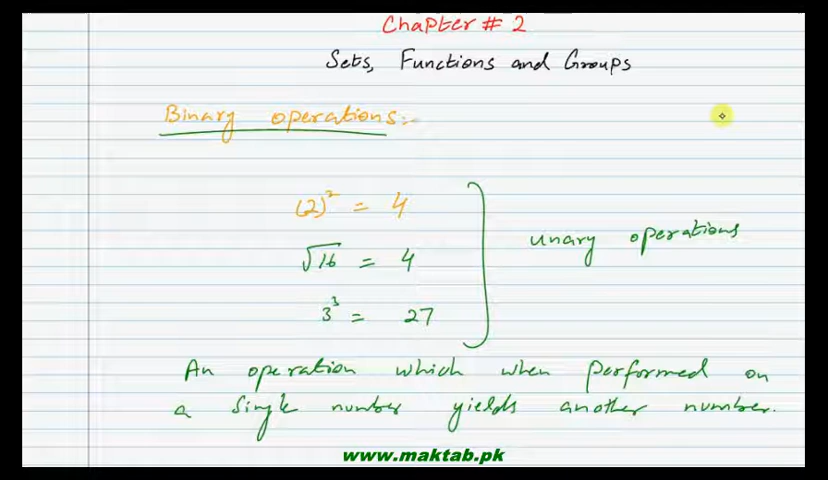 Chapter # 2
Sets, Functions and Groups
Binary operations:-
(2)² = 4
√16 = 4
3³ = 27
unary operations
An operation which when performed on
a single number yields another number.
www.maktab.pk